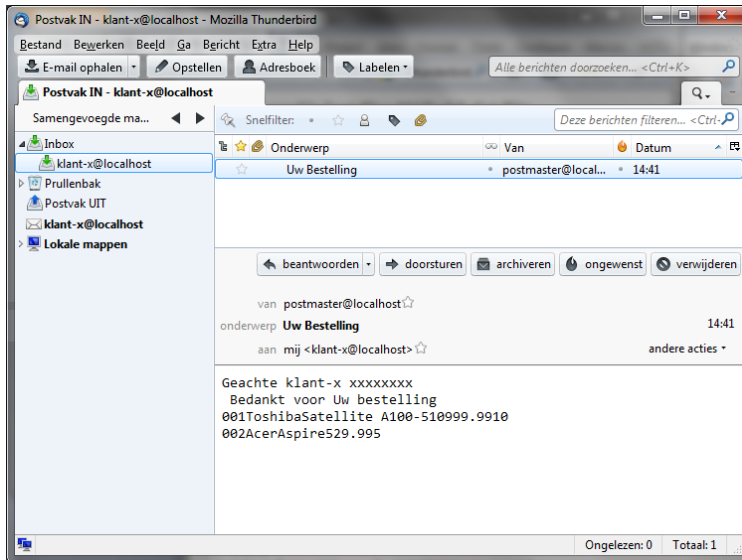 Postvak IN - klant-x@localhost - Mozilla Thunderbird
Bestand Bewerken Beeld Ga Bericht Extra Help
E-mail ophalen Opstellen Adresboek Labelen Alle berichten doorzoeken... <Ctrl+K>
Postvak IN - klant-x@localhost
Samengevoegde ma... Snelfilter: Deze berichten filteren... <Ctrl-
Inbox Onderwerp Van Datum
klant-x@localhost Uw Bestelling postmaster@local... 14:41
Prullenbak
Postvak UIT
klant-x@localhost
Lokale mappen
beantwoorden doorsturen archiveren ongewenst verwijderen
van postmaster@localhost
onderwerp Uw Bestelling 14:41
aan mij <klant-x@localhost> andere acties
Geachte klant-x xxxxxxxx
Bedankt voor Uw bestelling
001ToshibaSatellite A100-510999.9910
002AcerAspire529.995
Ongelezen: 0 Totaal: 1